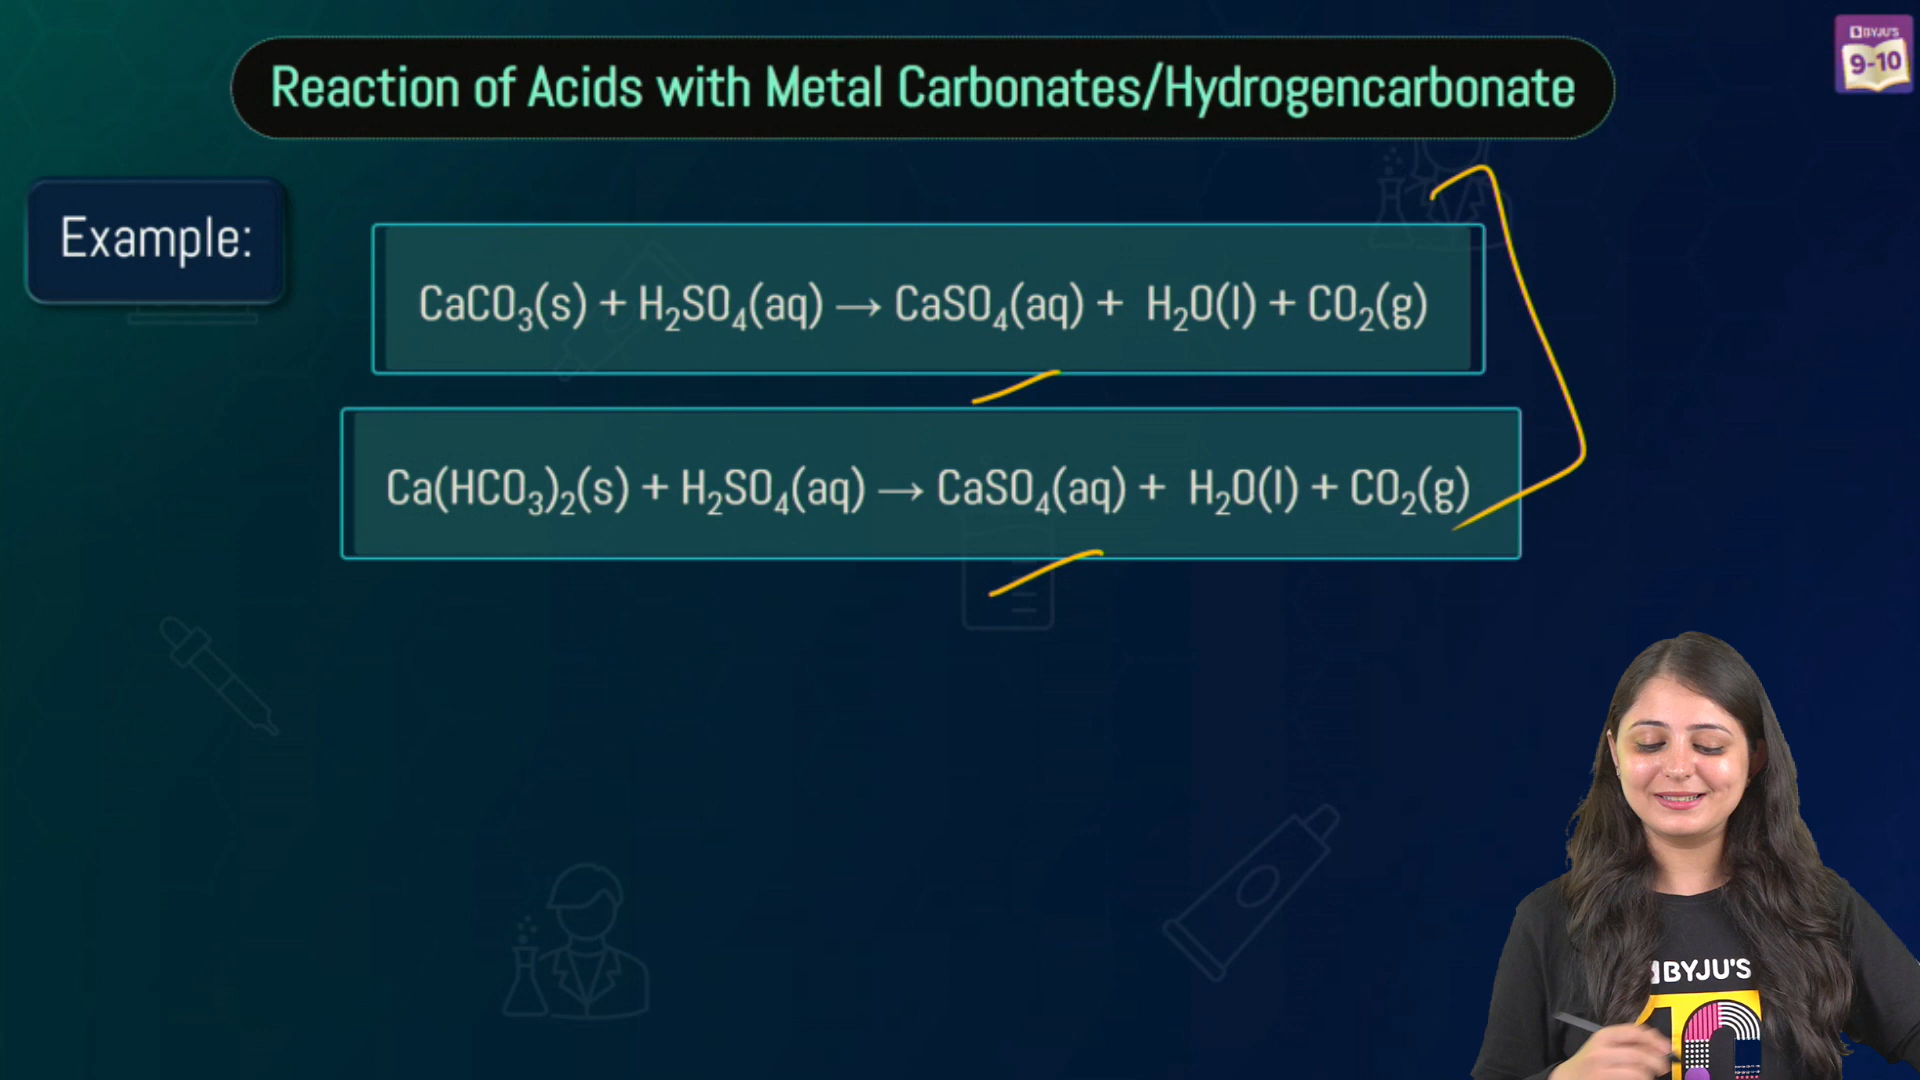 Reaction of Acids with Metal Carbonates/Hydrogencarbonate
BYJU'S
9-10
Example:
CaCO₃(s) + H₂SO₄(aq) → CaSO₄(aq) + H₂O(l) + CO₂(g)
Ca(HCO₃)₂(s) + H₂SO₄(aq) → CaSO₄(aq) + H₂O(l) + CO₂(g)
BYJU'S